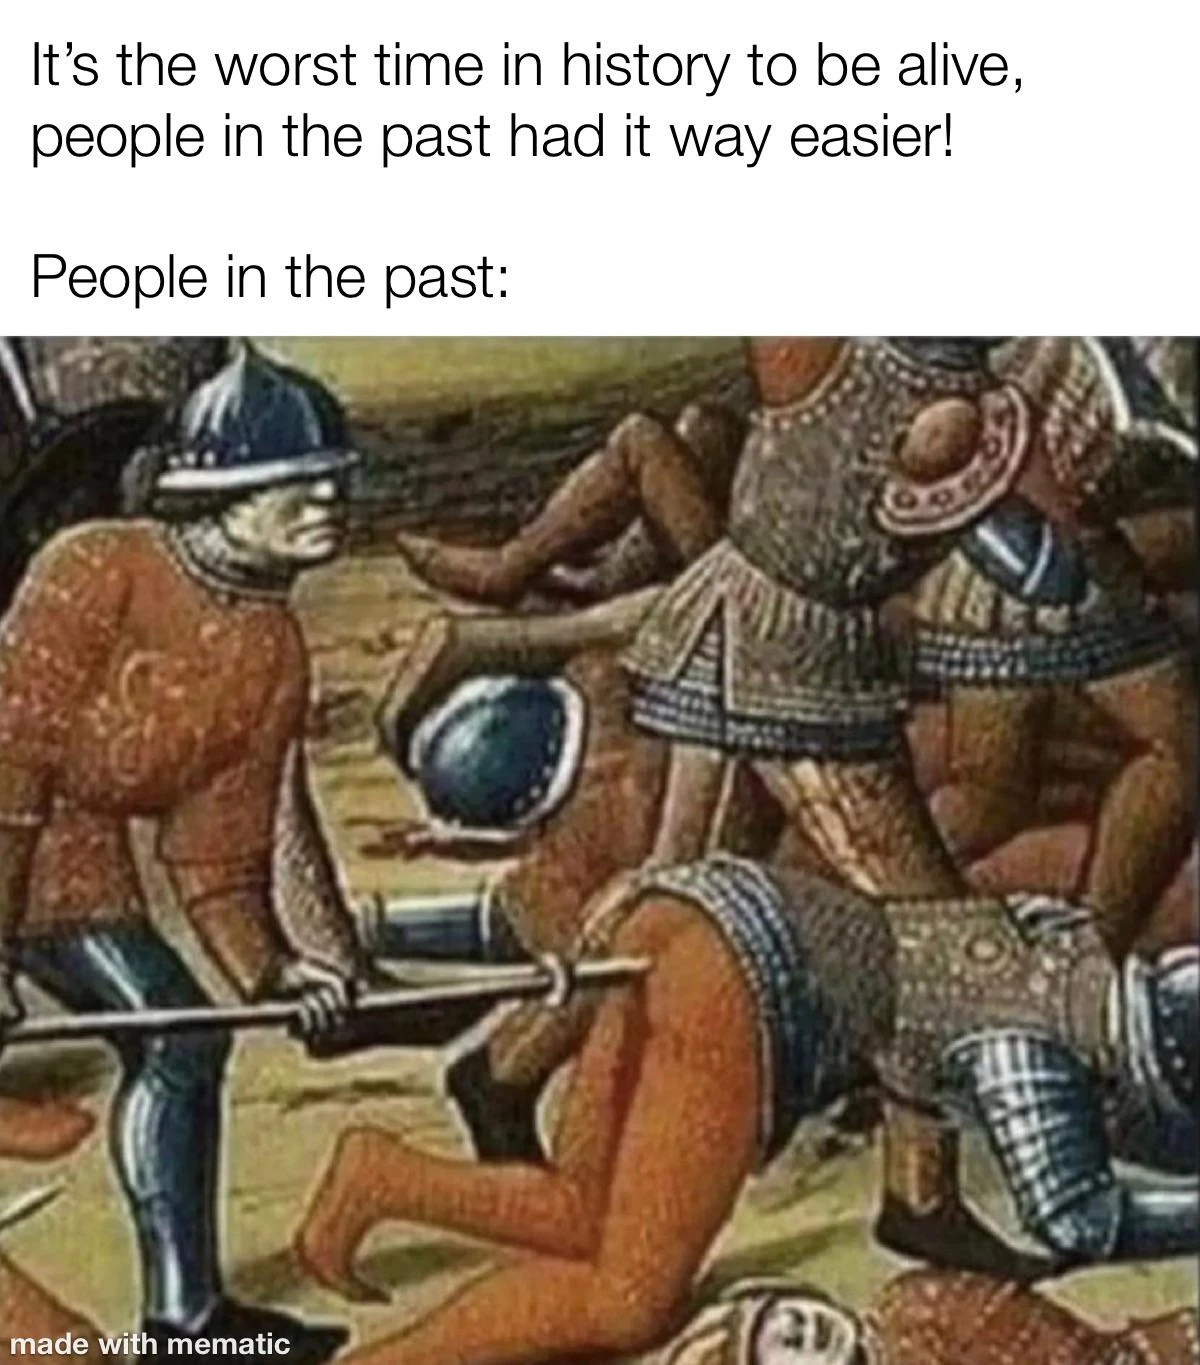 It’s the worst time in history to be alive,
people in the past had it way easier!
People in the past:
made with mematic